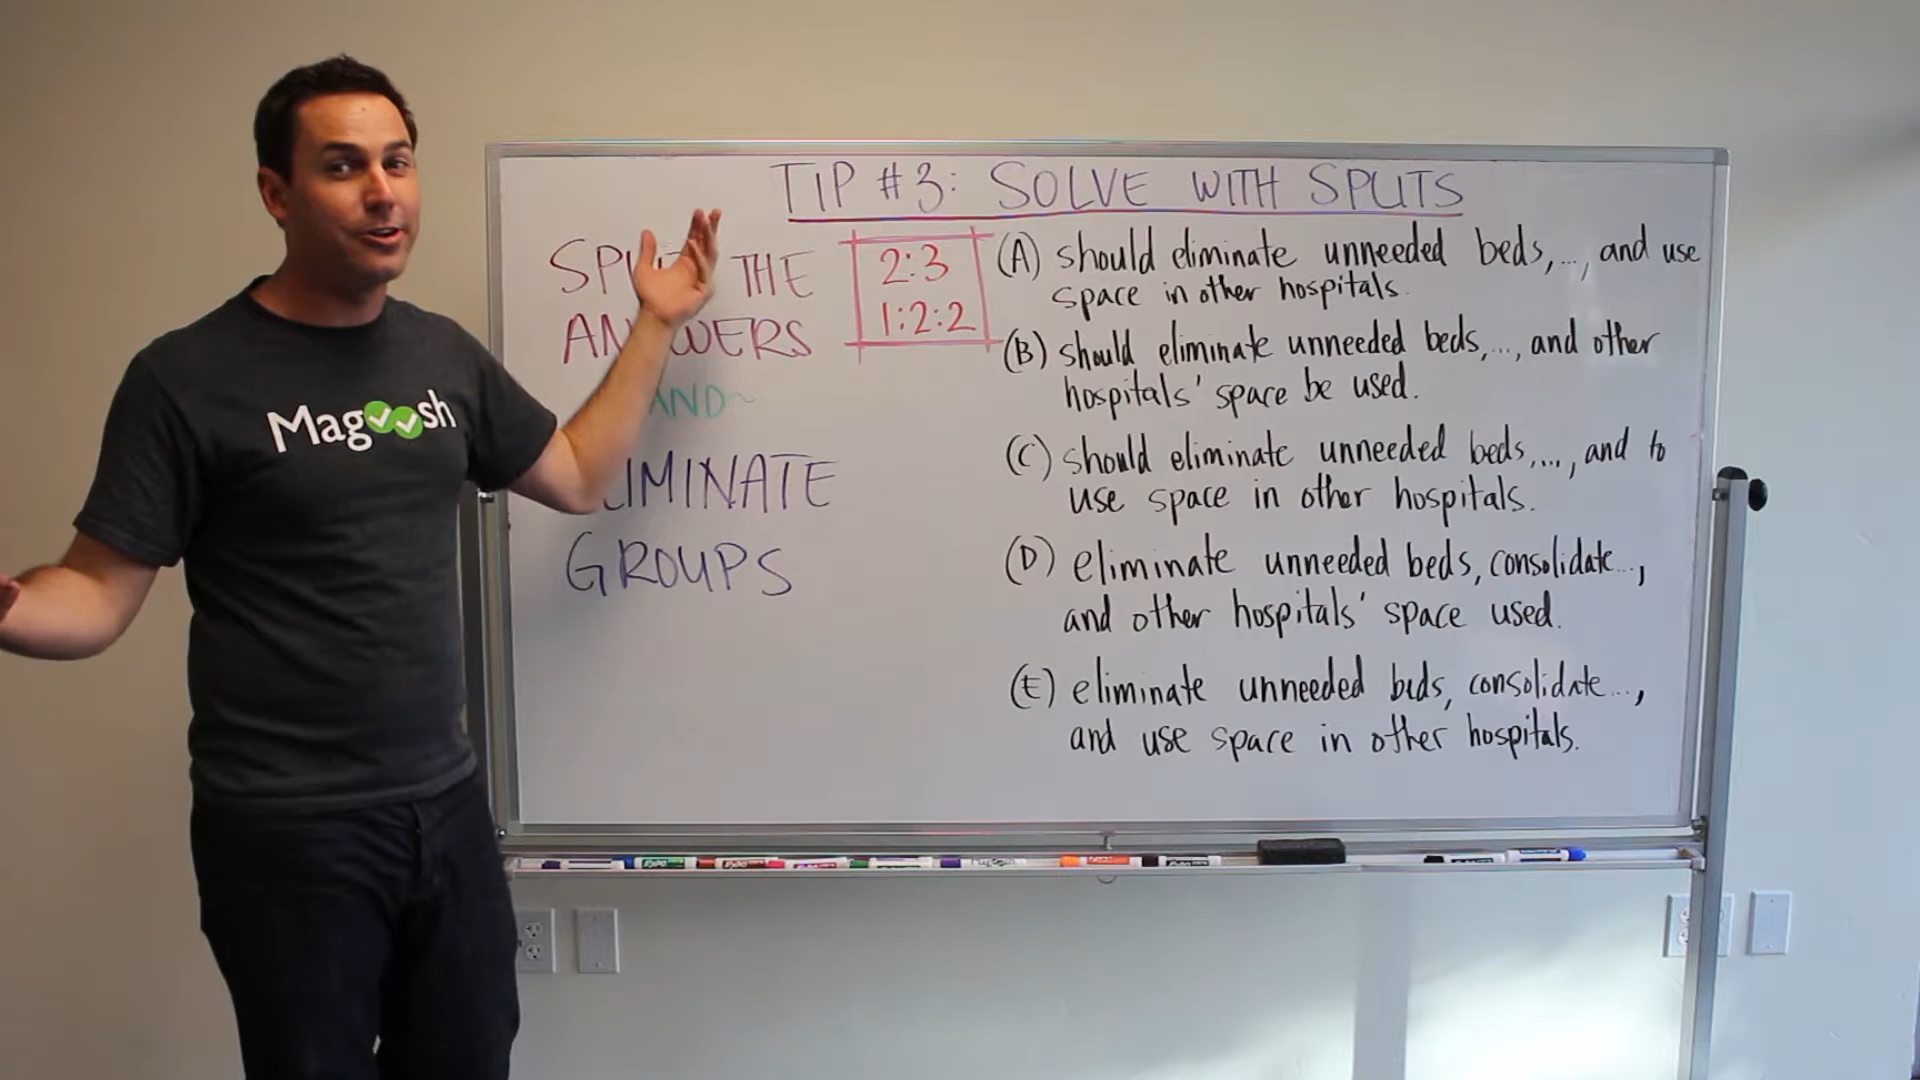 TIP #3: SOLVE WITH SPLITS
THE
2:3
1:2:2
AND~
GROUPS
(A) should eliminate unneeded beds,..., and use
space in other hospitals.
(B) should eliminate unneeded beds,..., and other
hospitals' space be used.
(C) should eliminate unneeded beds,..., and to
use space in other hospitals.
(D) eliminate unneeded beds, consolidate...,
and other hospitals' space used.
(E) eliminate unneeded beds, consolidate...,
and use space in other hospitals.
Magoosh
EXPO